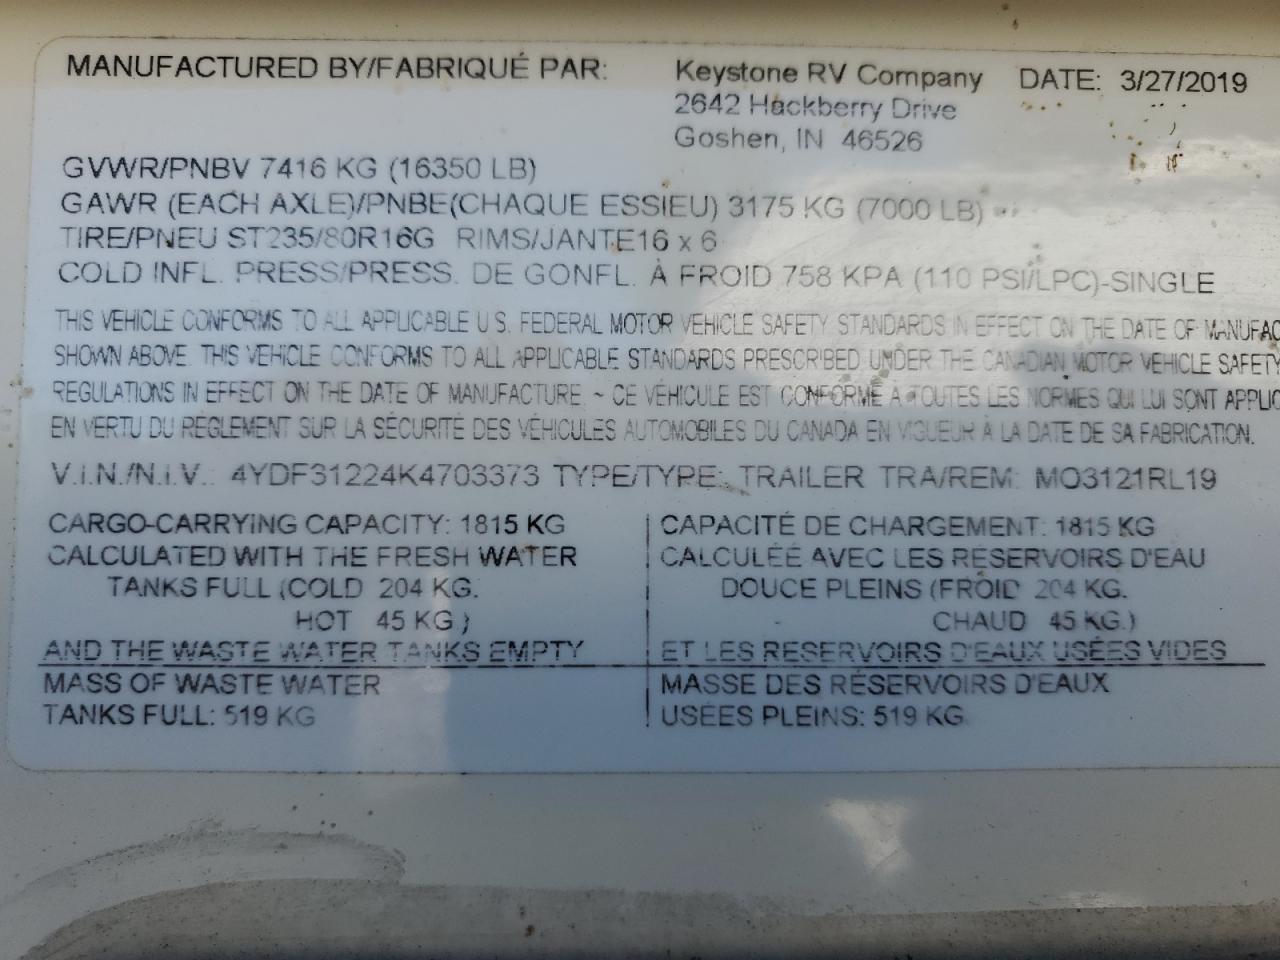 MANUFACTURED BY/FABRIQUÉ PAR: Keystone RV Company DATE: 3/27/2019
2642 Hackberry Drive
Goshen, IN 46526
GVWR/PNBV 7416 KG (16350 LB)
GAWR (EACH AXLE)/PNBE(CHAQUE ESSIEU) 3175 KG (7000 LB)
TIRE/PNEU ST235/80R16G RIMS/JANTE16 x 6
COLD INFL. PRESS/PRESS. DE GONFL. À FROID 758 KPA (110 PSI/LPC)-SINGLE
THIS VEHICLE CONFORMS TO ALL APPLICABLE U.S. FEDERAL MOTOR VEHICLE SAFETY STANDARDS IN EFFECT ON THE DATE OF MANUFAC
SHOWN ABOVE. THIS VEHICLE CONFORMS TO ALL APPLICABLE STANDARDS PRESCRIBED UNDER THE CANADIAN MOTOR VEHICLE SAFETY
REGULATIONS IN EFFECT ON THE DATE OF MANUFACTURE. ~ CE VÉHICULE EST CONFORME À TOUTES LES NORMES QUI LUI SONT APPLIC
EN VERTU DU RÈGLEMENT SUR LA SÉCURITÉ DES VÉHICULES AUTOMOBILES DU CANADA EN VIGUEUR À LA DATE DE SA FABRICATION.
V.I.N./N.I.V.: 4YDF31224K4703373 TYPE/TYPE: TRAILER TRA/REM: MO3121RL19
CARGO-CARRYING CAPACITY: 1815 KG
CALCULATED WITH THE FRESH WATER
TANKS FULL (COLD 204 KG.
HOT 45 KG.)
AND THE WASTE WATER TANKS EMPTY
MASS OF WASTE WATER
TANKS FULL: 519 KG
CAPACITÉ DE CHARGEMENT: 1815 KG
CALCULÉE AVEC LES RÉSERVOIRS D'EAU
DOUCE PLEINS (FROID 204 KG.
CHAUD 45 KG.)
ET LES RÉSERVOIRS D'EAUX USÉES VIDES
MASSE DES RÉSERVOIRS D'EAUX
USÉES PLEINS: 519 KG